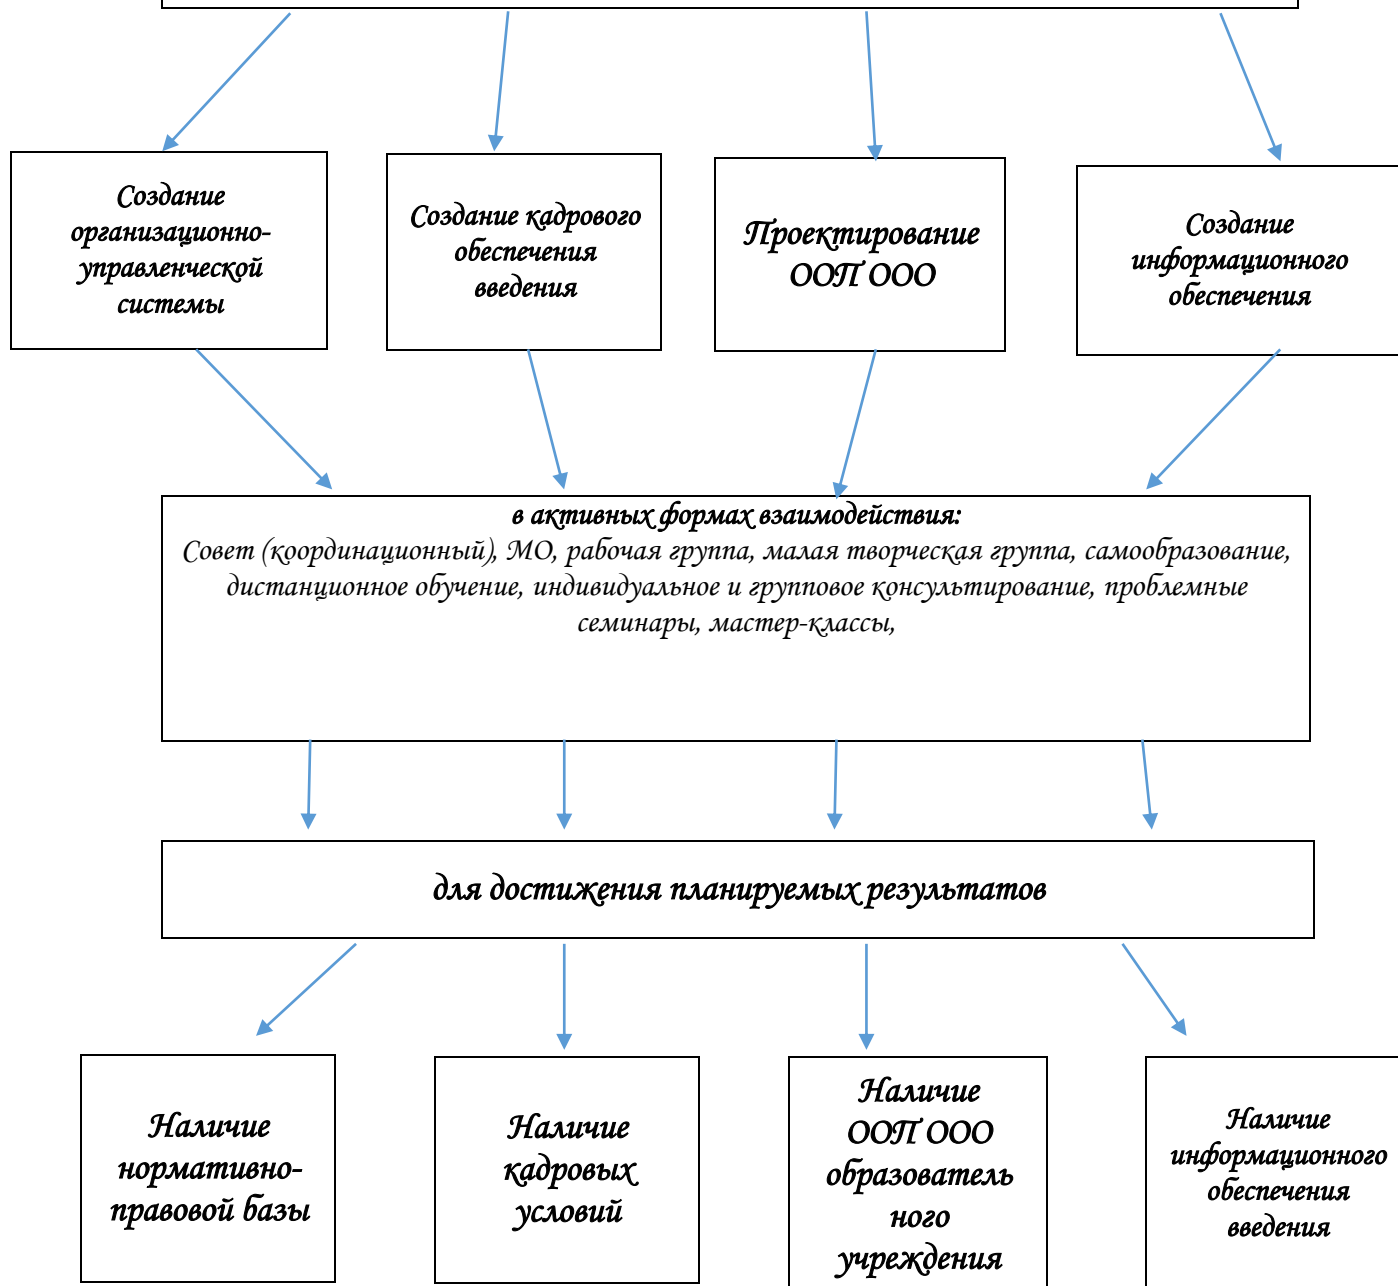 Создание
организационно-
управленческой
системы
Создание кадрового
обеспечения
введения
Проектирование
ООП ООО
Создание
информационного
обеспечения
в активных формах взаимодействия:
Совет (координационный), МО, рабочая группа, малая творческая группа, самообразование,
дистанционное обучение, индивидуальное и групповое консультирование, проблемные
семинары, мастер-классы,
для достижения планируемых результатов
Наличие
нормативно-
правовой базы
Наличие
кадровых
условий
Наличие
ООП ООО
образователь
ного
учреждения
Наличие
информационного
обеспечения
введения